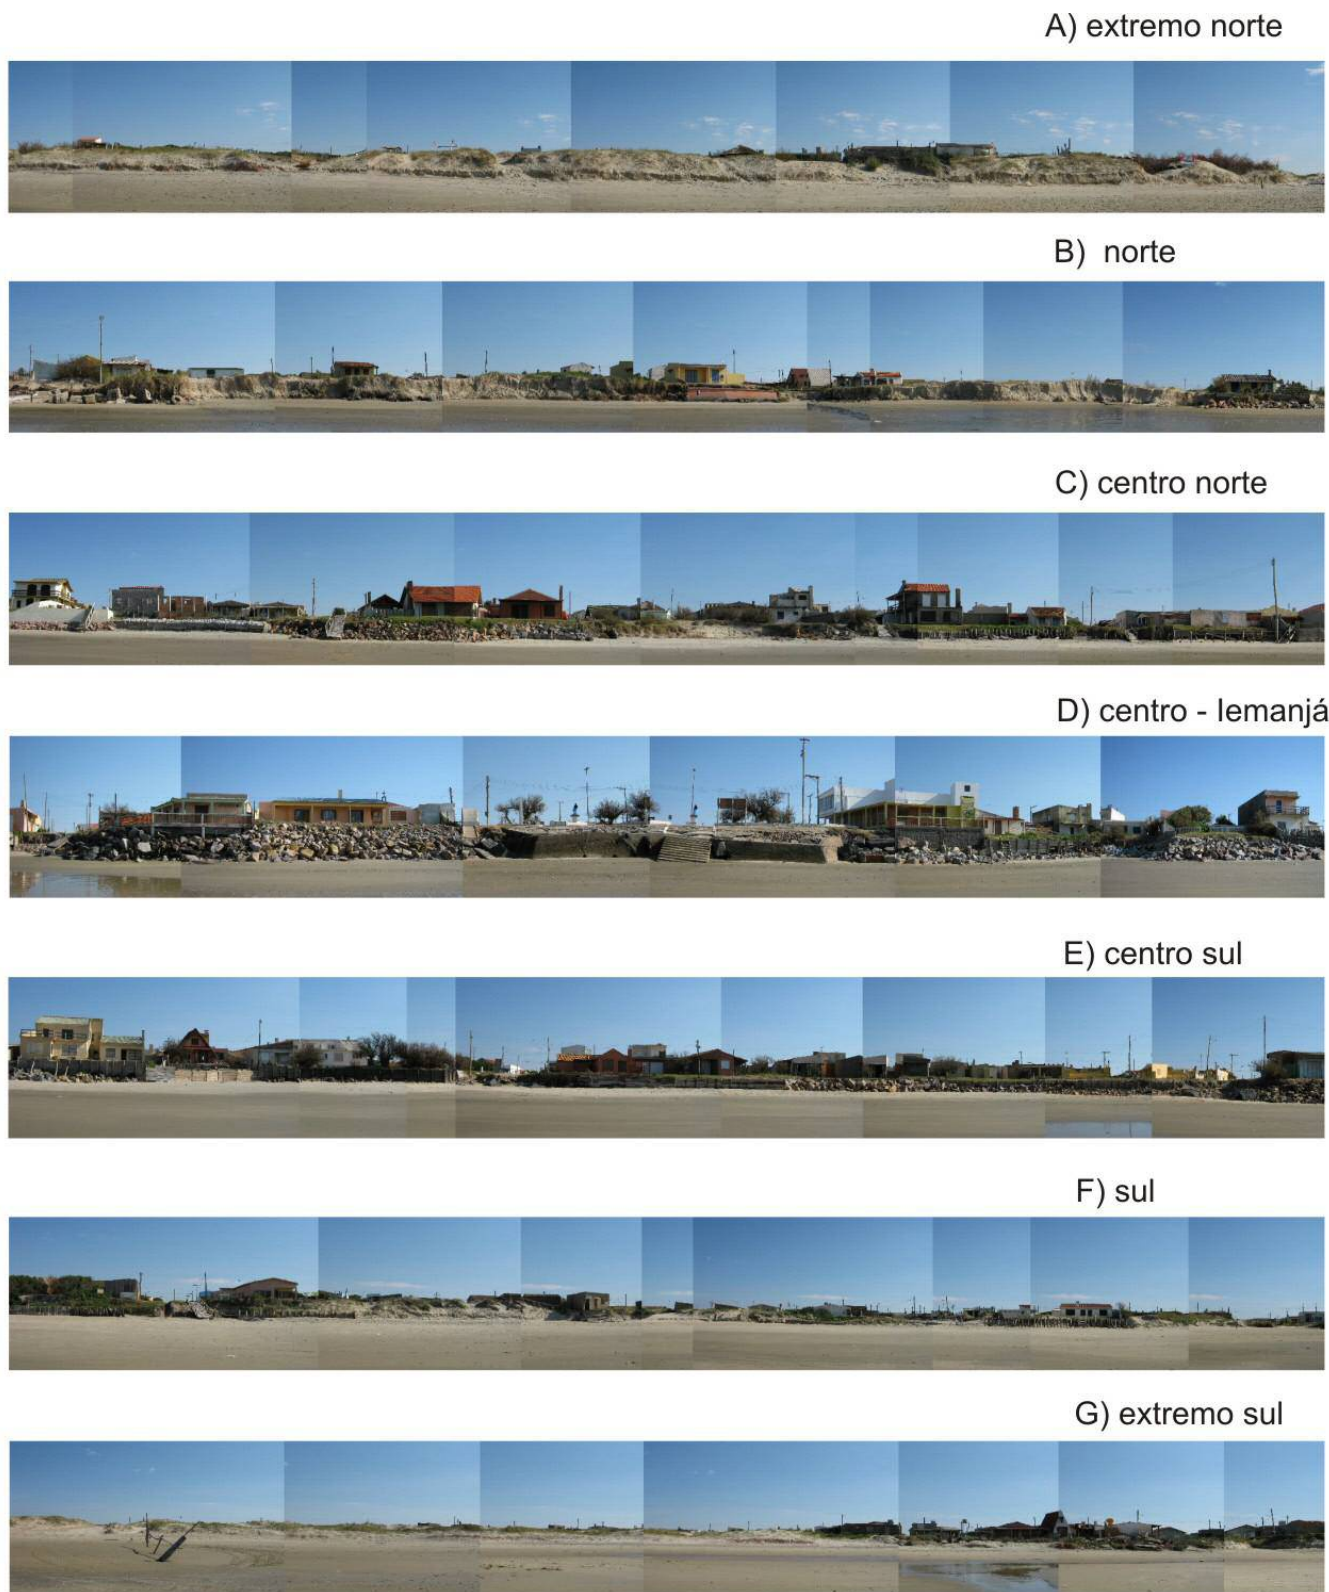 A) extremo norte
B) norte
C) centro norte
D) centro - Iemanjá
E) centro sul
F) sul
G) extremo sul